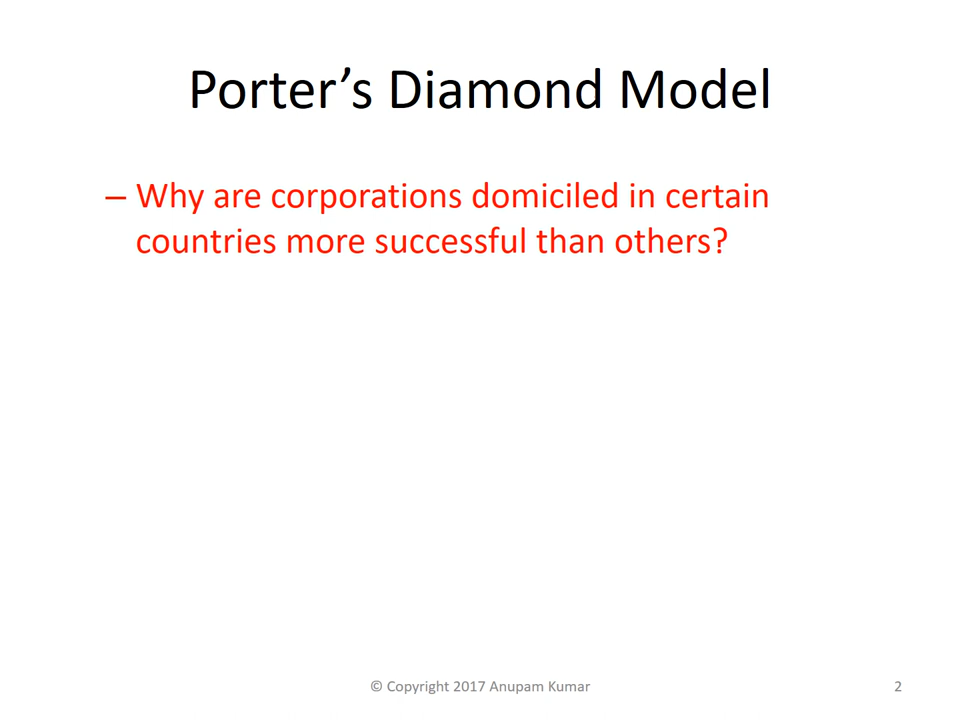 Porter’s Diamond Model
– Why are corporations domiciled in certain
countries more successful than others?
© Copyright 2017 Anupam Kumar
2